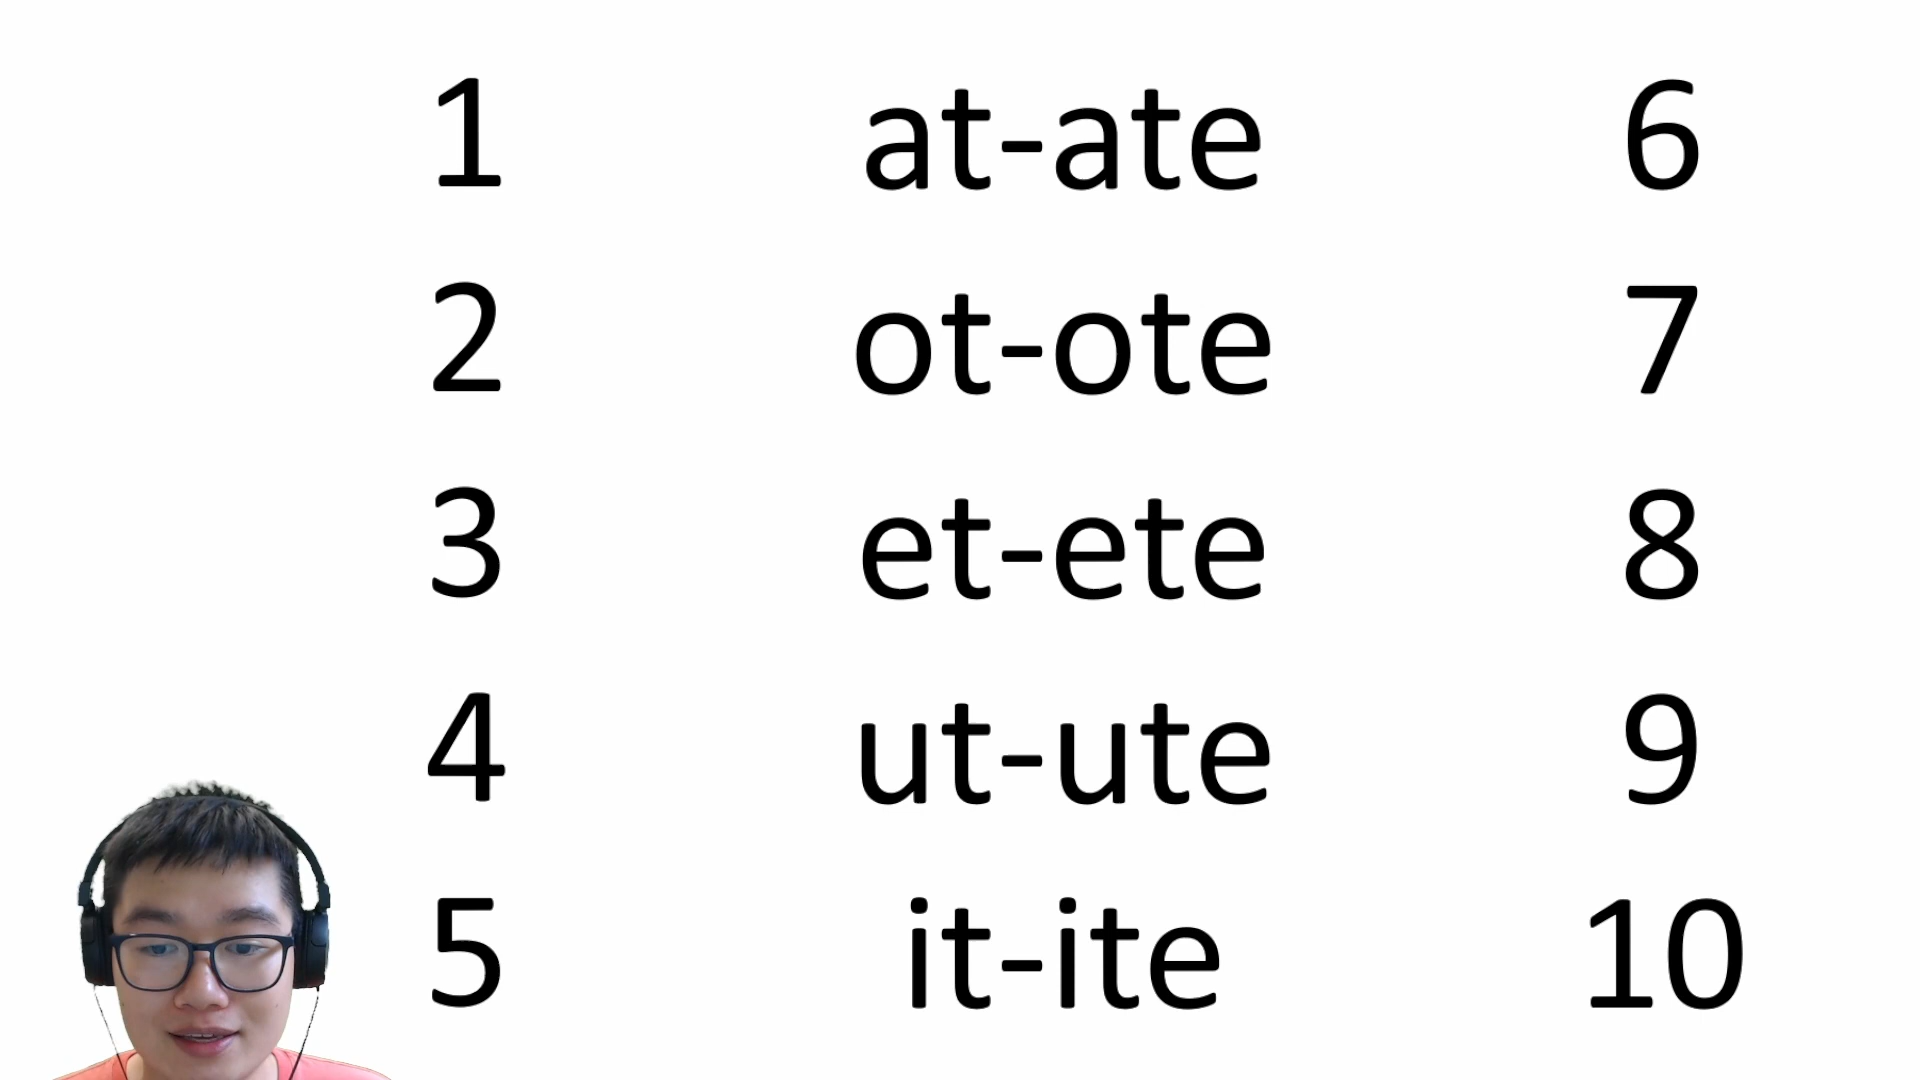 1 at-ate 6
2 ot-ote 7
3 et-ete 8
4 ut-ute 9
5 it-ite 10